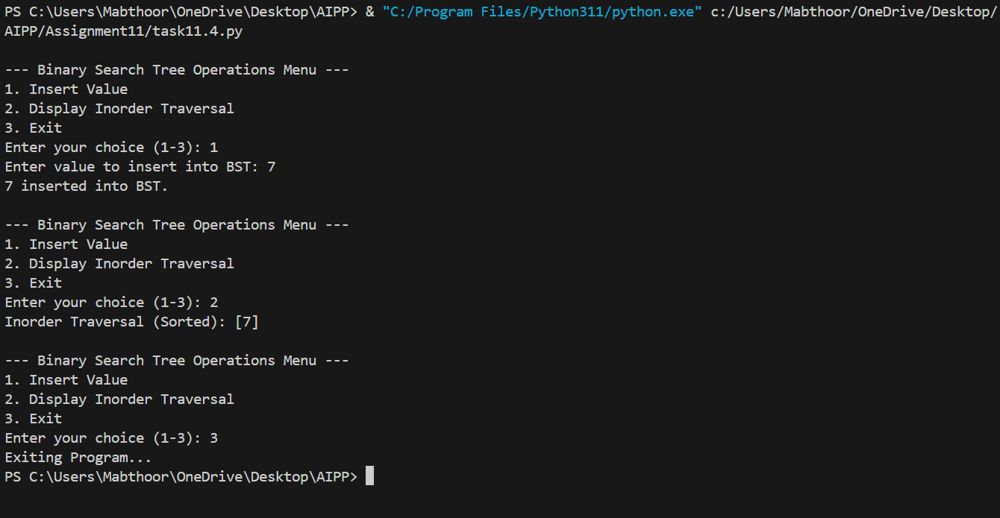 PS C:\Users\Mabthoor\OneDrive\Desktop\AIPP> & "C:/Program Files/Python311/python.exe" c:/Users/Mabthoor/OneDrive/Desktop/
AIPP/Assignment11/task11.4.py
--- Binary Search Tree Operations Menu ---
1. Insert Value
2. Display Inorder Traversal
3. Exit
Enter your choice (1-3): 1
Enter value to insert into BST: 7
7 inserted into BST.
--- Binary Search Tree Operations Menu ---
1. Insert Value
2. Display Inorder Traversal
3. Exit
Enter your choice (1-3): 2
Inorder Traversal (Sorted): [7]
--- Binary Search Tree Operations Menu ---
1. Insert Value
2. Display Inorder Traversal
3. Exit
Enter your choice (1-3): 3
Exiting Program...
PS C:\Users\Mabthoor\OneDrive\Desktop\AIPP>